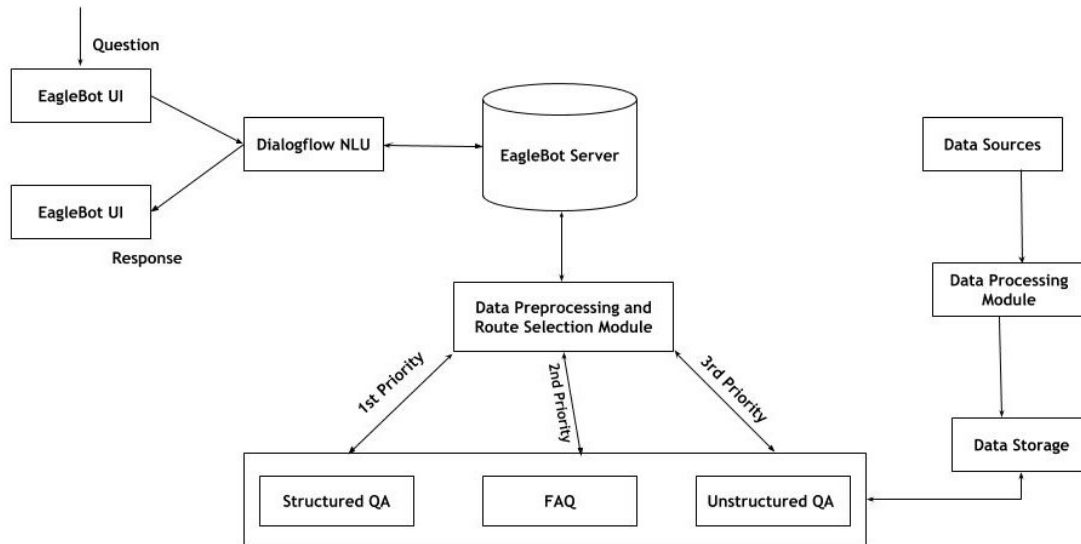 Question
EagleBot UI
Dialogflow NLU
EagleBot Server
Data Sources
EagleBot UI
Response
Data Preprocessing and
Route Selection Module
Data Processing
Module
1st Priority
2nd Priority
3rd Priority
Data Storage
Structured QA
FAQ
Unstructured QA